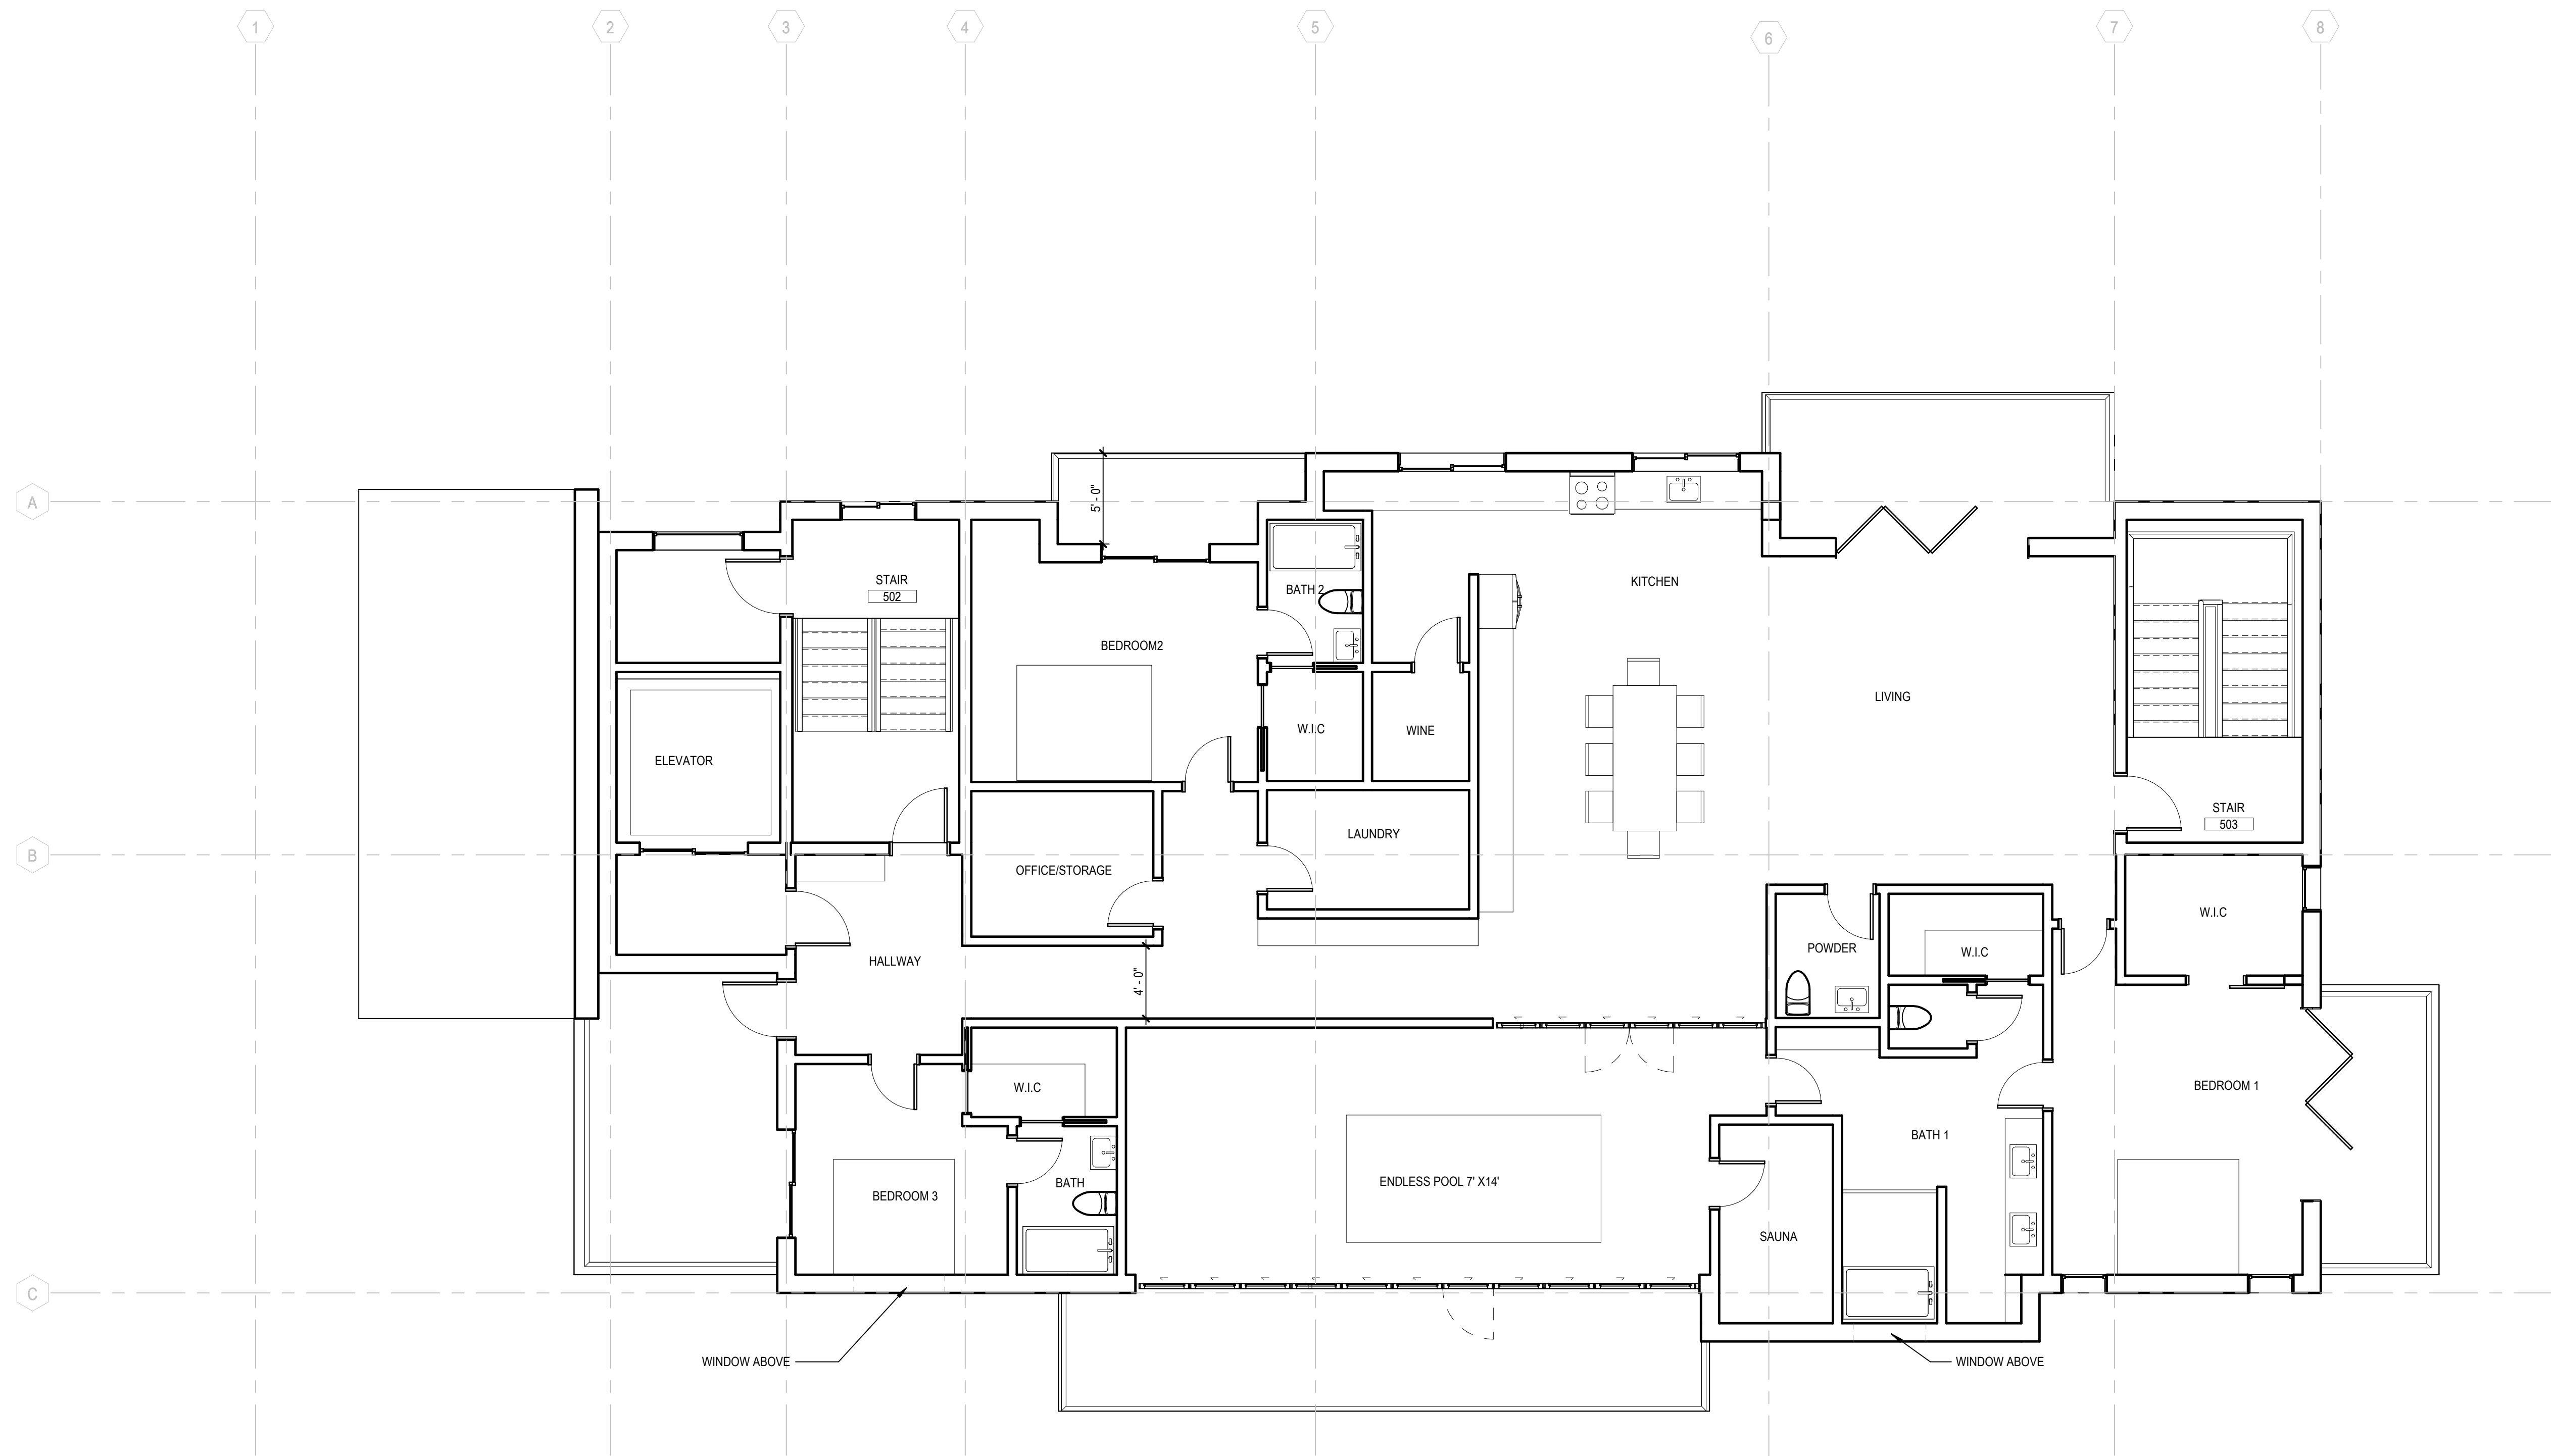 1
2
3
4
5
6
7
8
A
5' - 0"
STAIR
502
BATH 2
KITCHEN
BEDROOM2
LIVING
W.I.C
WINE
ELEVATOR
STAIR
503
LAUNDRY
B
OFFICE/STORAGE
W.I.C
POWDER
W.I.C
HALLWAY
4' - 0"
W.I.C
BEDROOM 1
BATH 1
BATH
BEDROOM 3
ENDLESS POOL 7' X14'
SAUNA
C
WINDOW ABOVE
WINDOW ABOVE